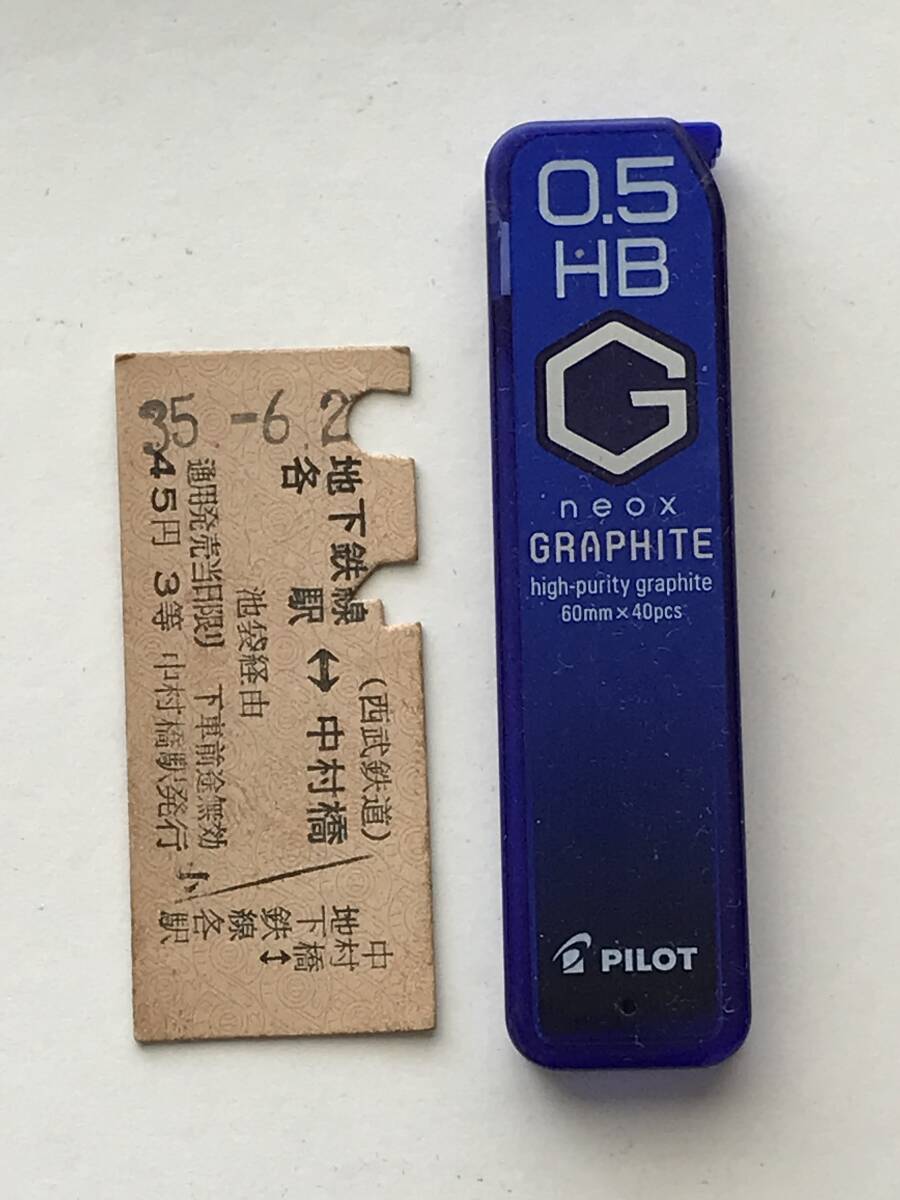 35 -6.2
(西武鉄道)
地下鉄線
各 駅 ↔ 中村橋
池袋経由
通用発売当日限り 下車前途無効
45円 3等 中村橋駅発行
小
中村橋
↕
地下鉄線
各駅
0.5
HB
G
neox
GRAPHITE
high-purity graphite
60mm×40pcs
PILOT